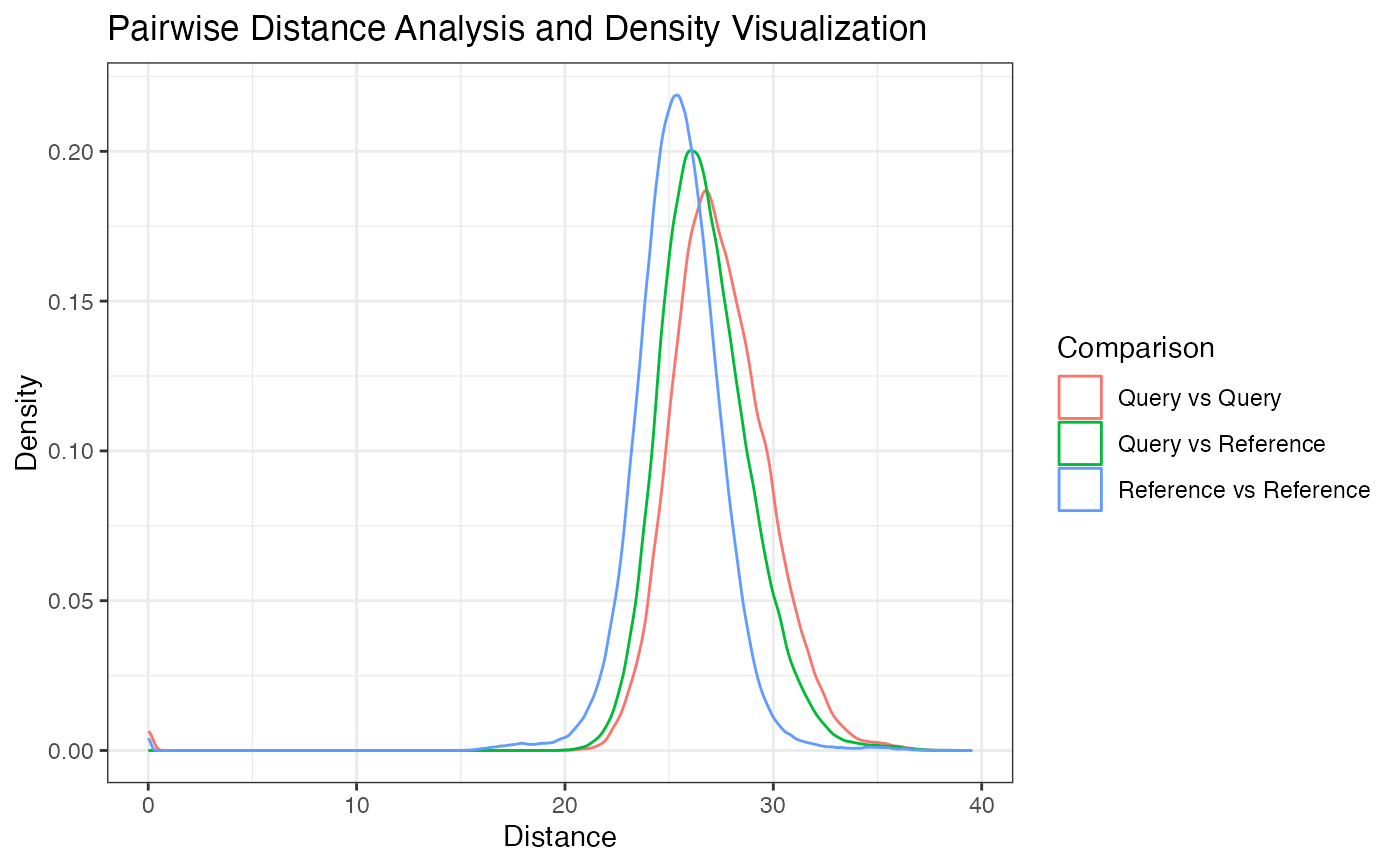 Pairwise Distance Analysis and Density Visualization
0.20
0.15
0.10
0.05
0.00
Density
0 10 20 30 40
Distance
Comparison
Query vs Query
Query vs Reference
Reference vs Reference